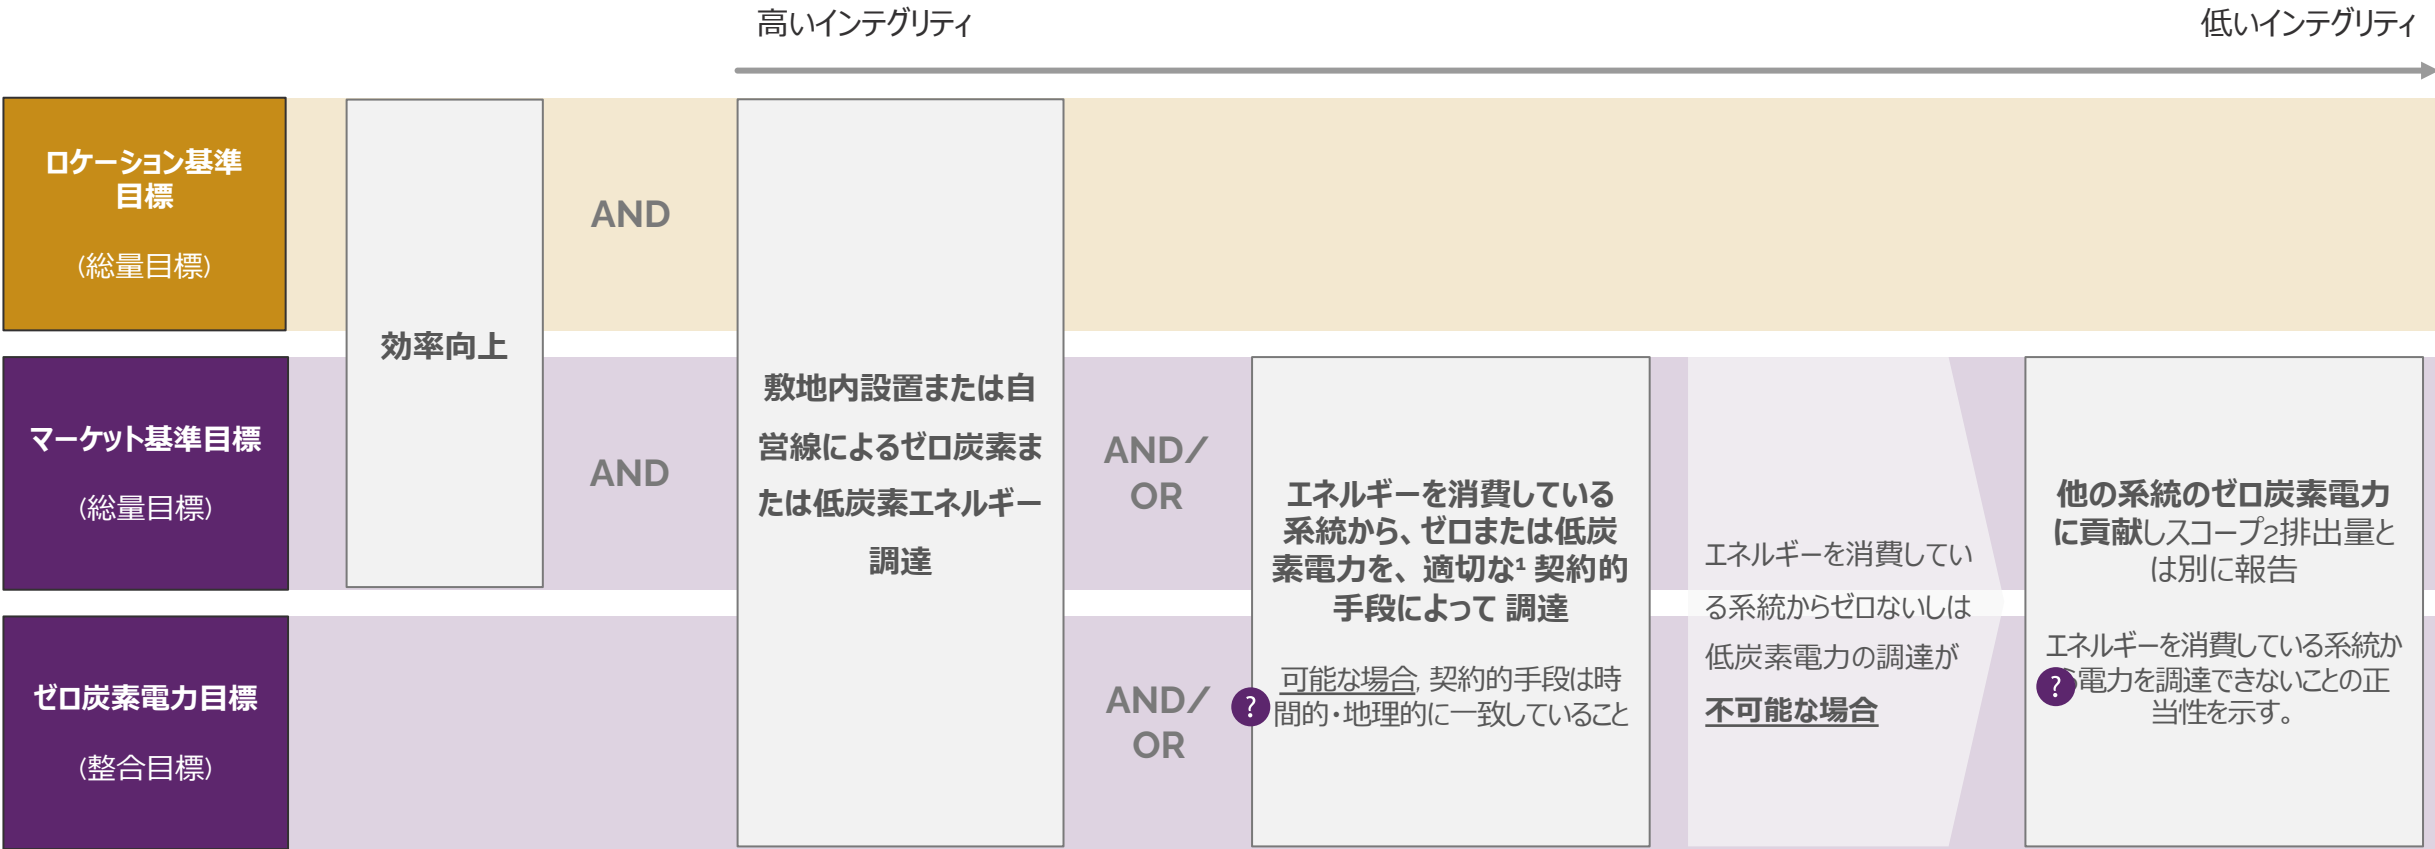 高いインテグリティ
低いインテグリティ
ロケーション基準
目標
(総量目標)
AND
効率向上
マーケット基準目標
(総量目標)
AND
敷地内設置または自
営線によるゼロ炭素ま
たは低炭素エネルギー
調達
AND/
OR
エネルギーを消費している
系統から、ゼロまたは低炭
素電力を、適切な¹ 契約的
手段によって 調達
可能な場合, 契約的手段は時
間的・地理的に一致していること
?
エネルギーを消費してい
る系統からゼロないしは
低炭素電力の調達が
不可能な場合
他の系統のゼロ炭素電力
に貢献しスコープ2排出量と
は別に報告
エネルギーを消費している系統か
?
電力を調達できないことの正
当性を示す。
ゼロ炭素電力目標
(整合目標)
AND/
OR